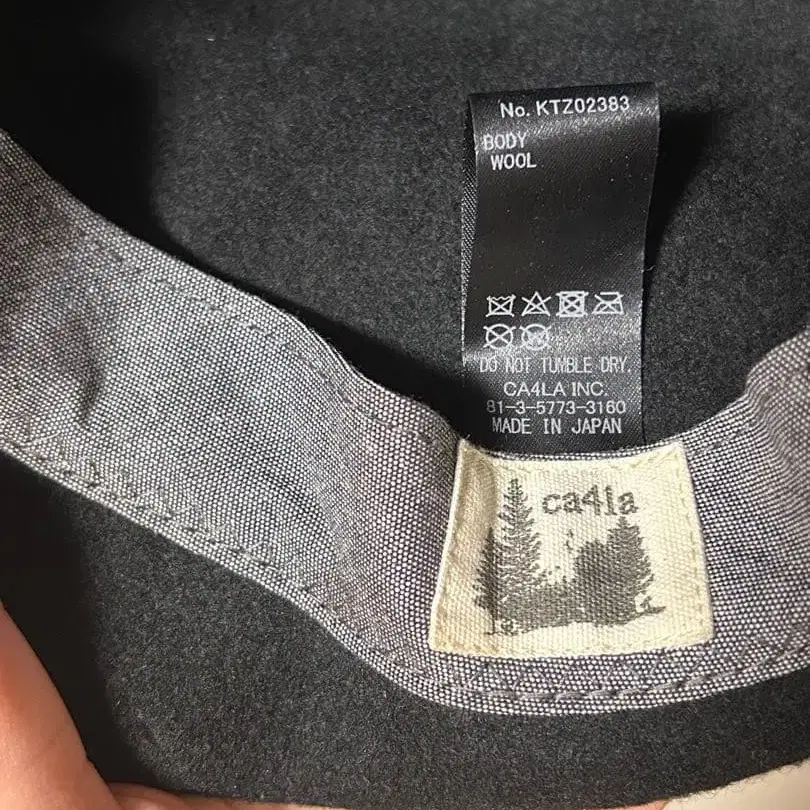 No. KTZ02383
BODY
WOOL
DO NOT TUMBLE DRY.
CA4LA INC.
81-3-5773-3160
MADE IN JAPAN
ca4la